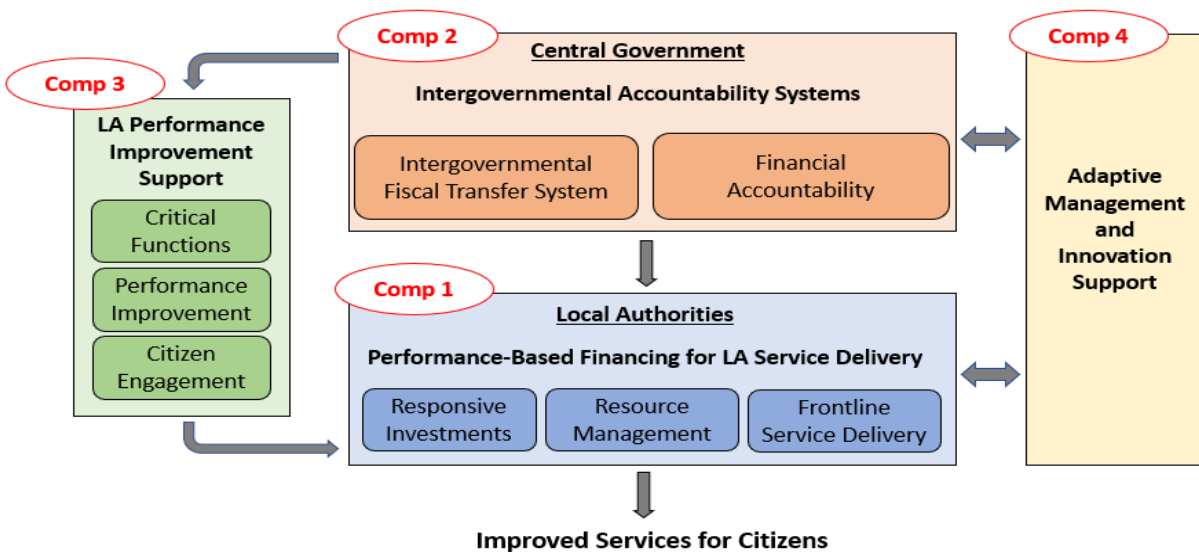 Comp 2
Central Government
Intergovernmental Accountability Systems
Intergovernmental
Fiscal Transfer System
Financial
Accountability
Comp 3
LA Performance
Improvement
Support
Critical
Functions
Performance
Improvement
Citizen
Engagement
Comp 1
Local Authorities
Performance-Based Financing for LA Service Delivery
Responsive
Investments
Resource
Management
Frontline
Service Delivery
Comp 4
Adaptive
Management
and
Innovation
Support
Improved Services for Citizens